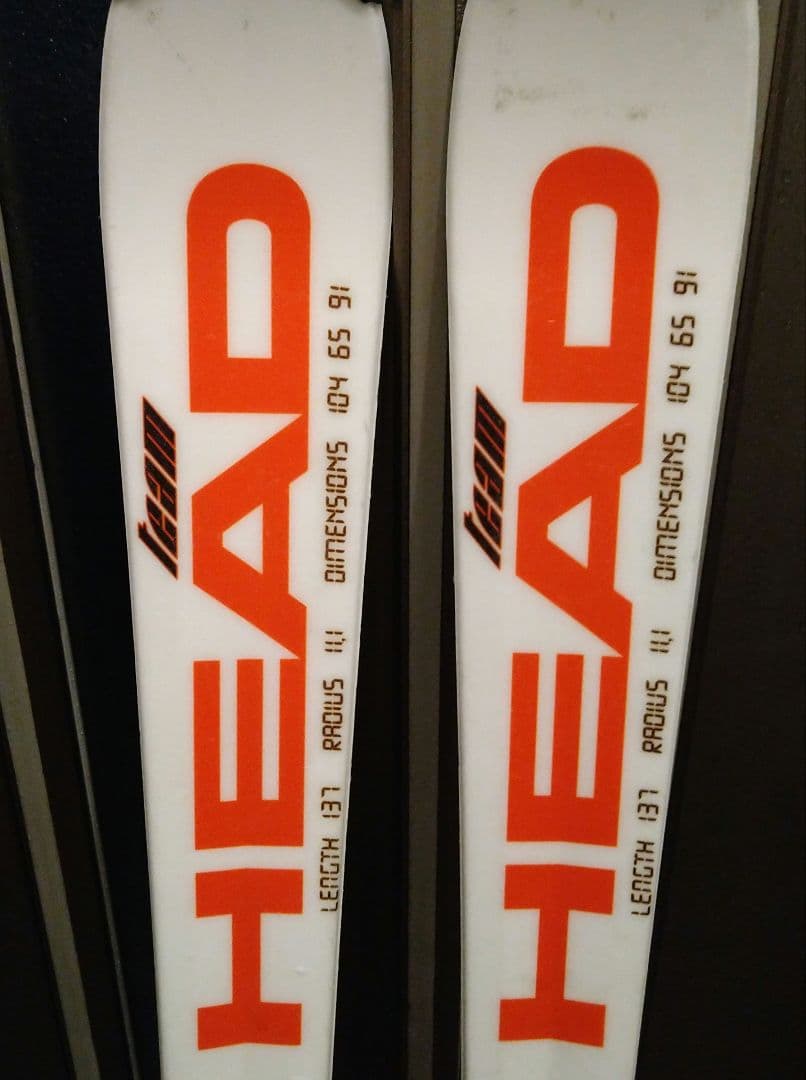 team
HEAD
LENGTH 137 RADIUS 11,1 DIMENSIONS 104 65 91
team
HEAD
LENGTH 137 RADIUS 11,1 DIMENSIONS 104 65 91